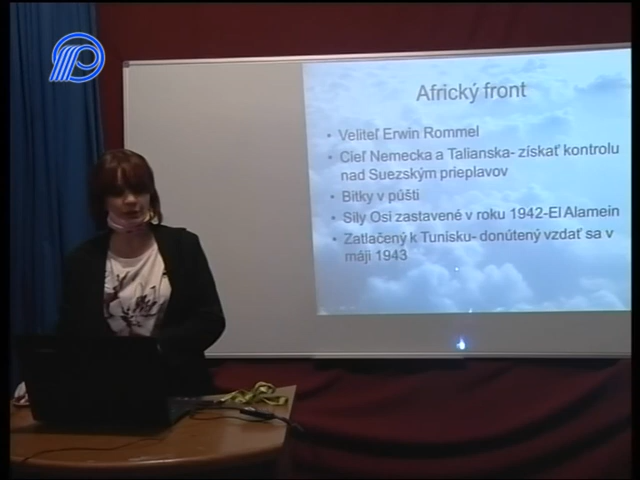 Africký front
• Veliteľ Erwin Rommel
• Cieľ Nemecka a Talianska- získať kontrolu
nad Suezským prieplavov
• Bitky v púšti
• Sily Osi zastavené v roku 1942-El Alamein
• Zatlačený k Tunisku- donútený vzdať sa v
máji 1943